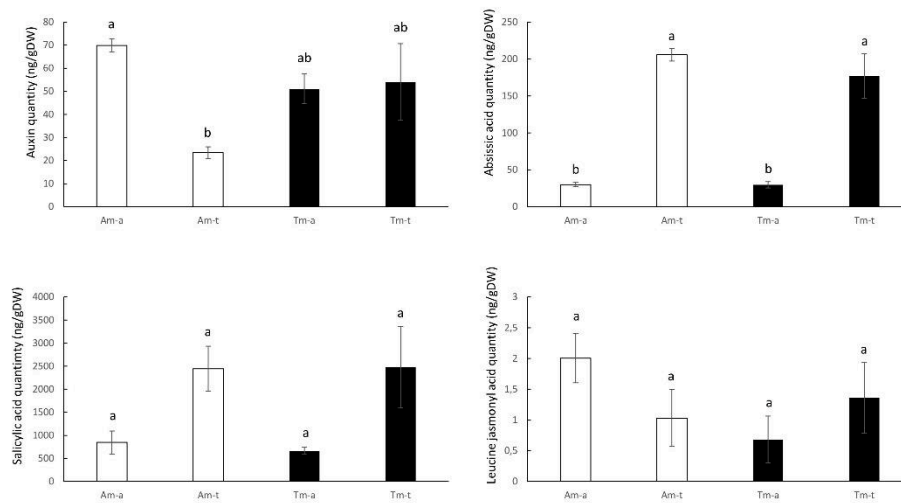 Auxin quantity (ng/gDW)
80
70
60
50
40
30
20
10
0
a
b
ab
ab
Am-a Am-t Tm-a Tm-t
Absissic acid quantity (ng/gDW)
250
200
150
100
50
0
b
a
b
a
Am-a Am-t Tm-a Tm-t
Salicylic acid quantimty (ng/gDW)
4000
3500
3000
2500
2000
1500
1000
500
0
a
a
a
a
Am-a Am-t Tm-a Tm-t
Leucine jasmonyl acid quantity (ng/gDW)
3
2,5
2
1,5
1
0,5
0
a
a
a
a
Am-a Am-t Tm-a Tm-t